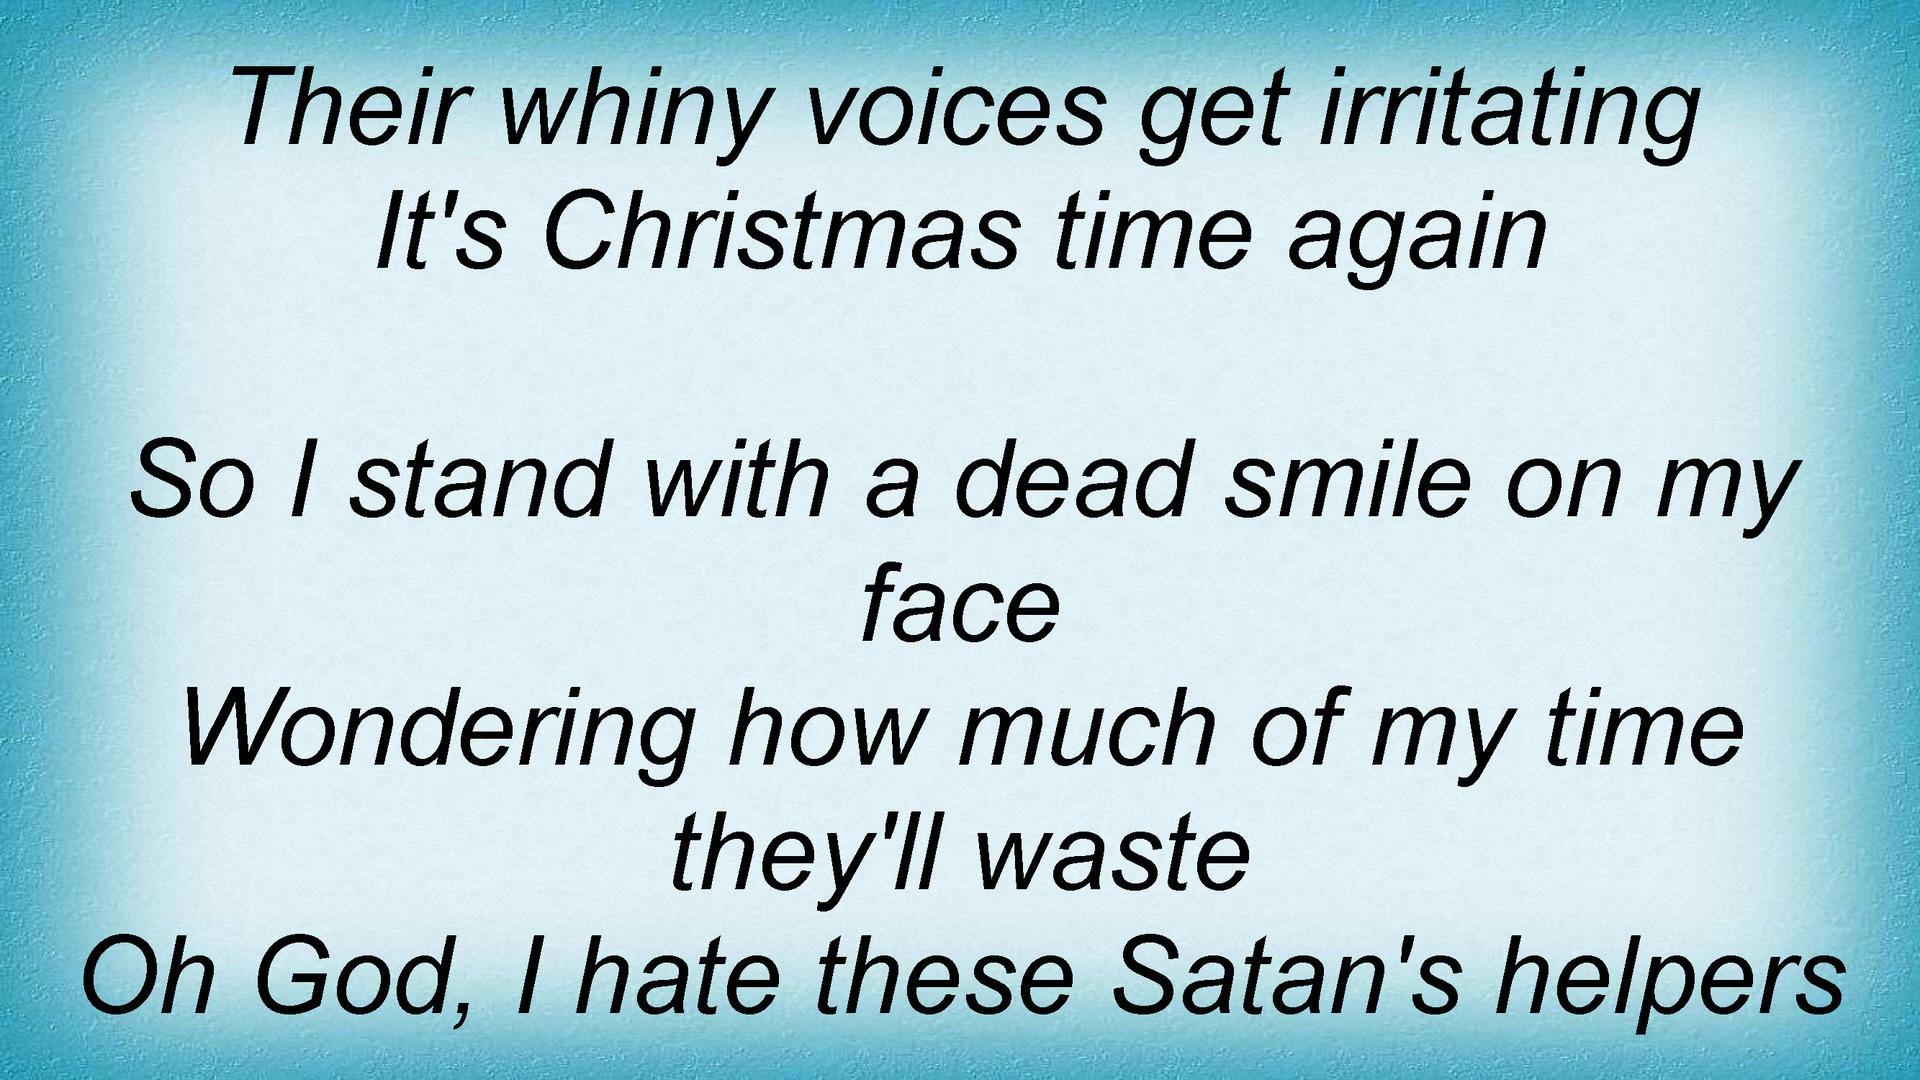 Their whiny voices get irritating
It's Christmas time again
So I stand with a dead smile on my
face
Wondering how much of my time
they'll waste
Oh God, I hate these Satan's helpers